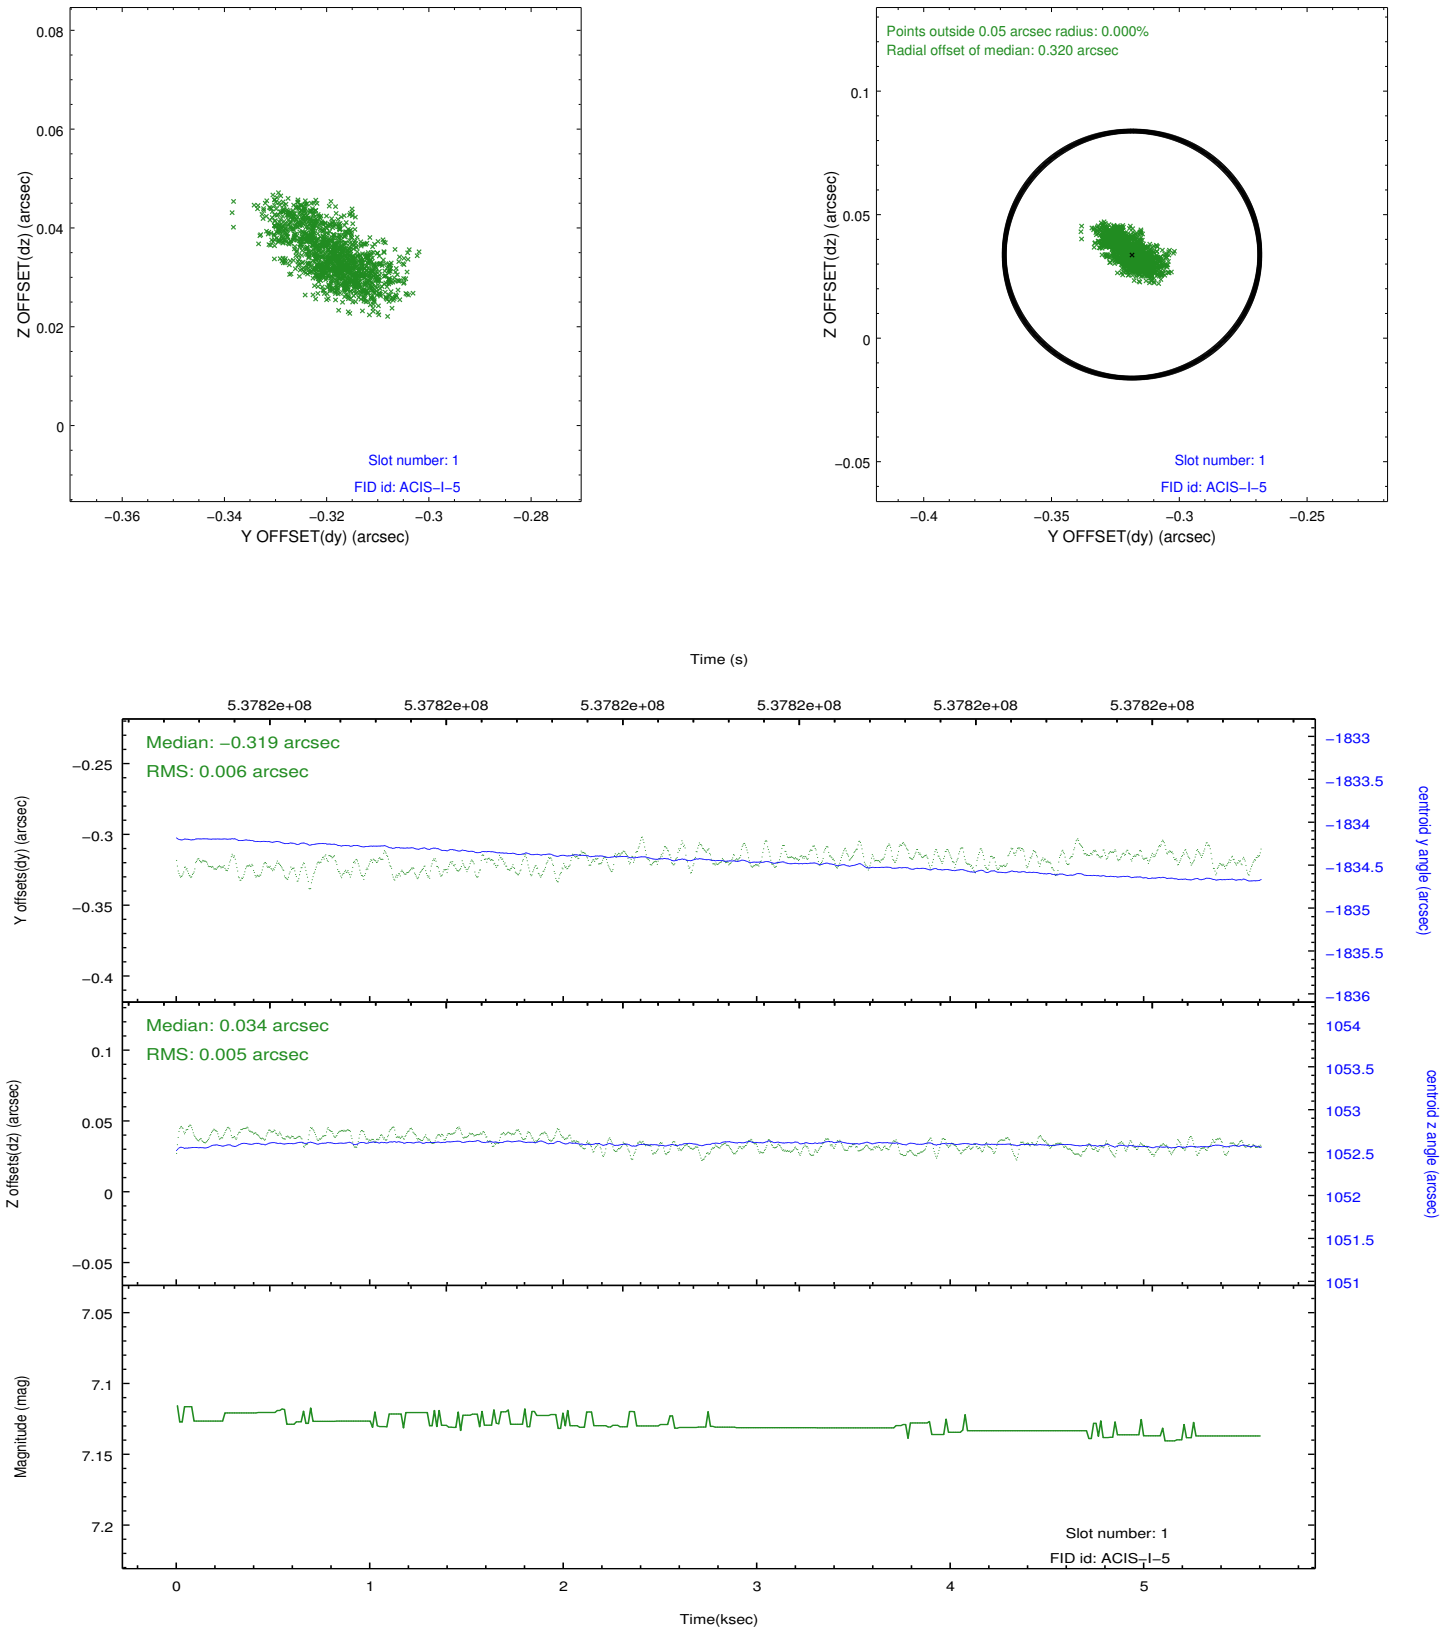 0.08
0.06
0.04
0.02
0
Z OFFSET(dz) (arcsec)
Slot number: 1
FID id: ACIS−I−5
−0.36
−0.34
−0.32
−0.3
−0.28
Y OFFSET(dy) (arcsec)
Points outside 0.05 arcsec radius: 0.000%
Radial offset of median: 0.320 arcsec
0.1
0.05
0
−0.05
Z OFFSET(dz) (arcsec)
Slot number: 1
FID id: ACIS−I−5
−0.4
−0.35
−0.3
−0.25
Y OFFSET(dy) (arcsec)
Time (s)
5.3782e+08
5.3782e+08
5.3782e+08
5.3782e+08
5.3782e+08
5.3782e+08
Median: −0.319 arcsec
RMS: 0.006 arcsec
−0.25
−0.3
−0.35
−0.4
Y offsets(dy) (arcsec)
−1833
−1833.5
−1834
−1834.5
−1835
−1835.5
−1836
centroid y angle (arcsec)
Median: 0.034 arcsec
RMS: 0.005 arcsec
0.1
0.05
0
−0.05
Z offsets(dz) (arcsec)
1054
1053.5
1053
1052.5
1052
1051.5
1051
centroid z angle (arcsec)
7.05
7.1
7.15
7.2
Magnitude (mag)
Slot number: 1
FID id: ACIS−I−5
0
1
2
3
4
5
Time(ksec)